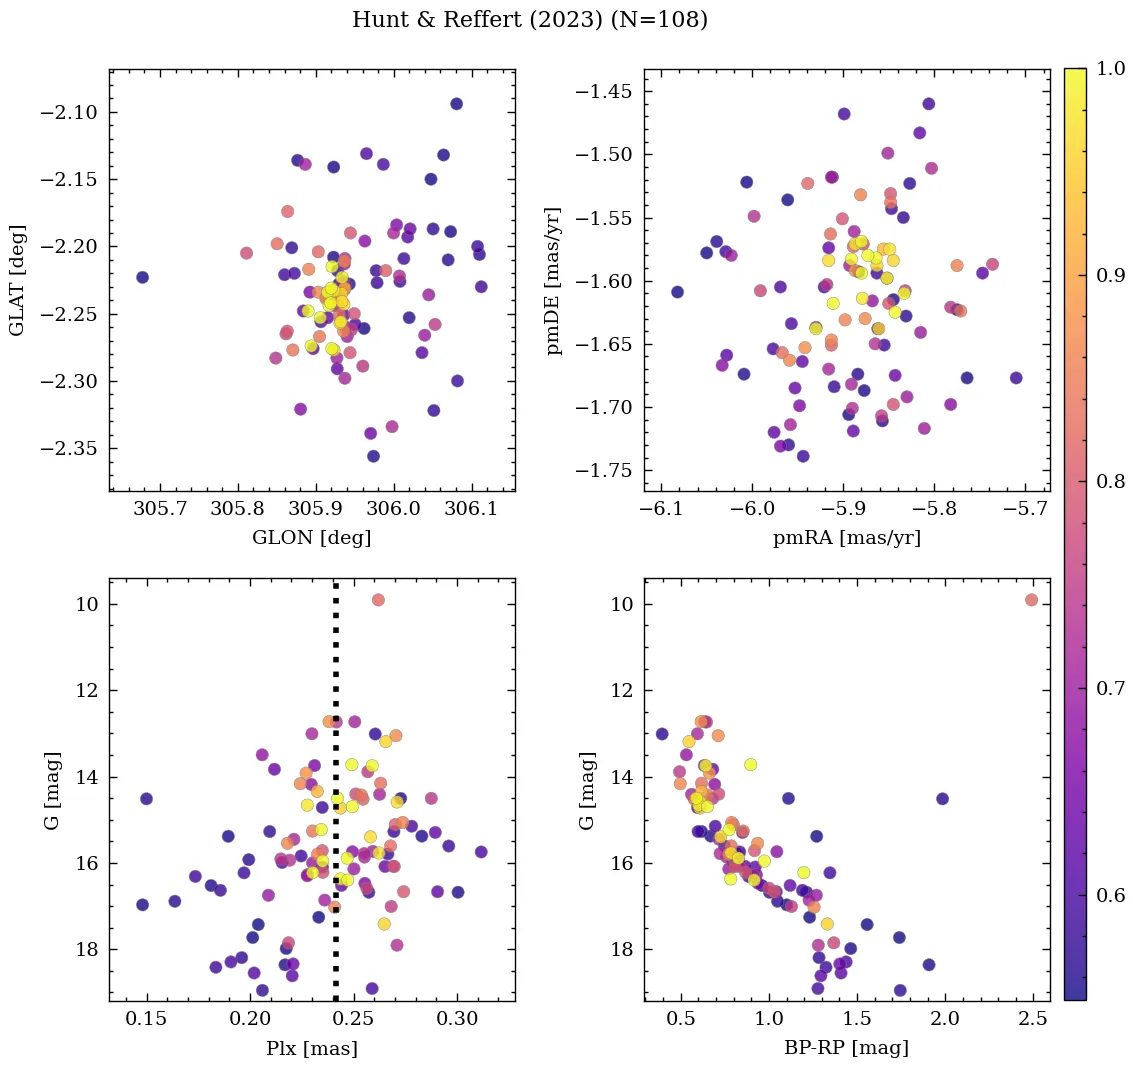 Hunt & Reffert (2023) (N=108)
GLAT [deg]
−2.10
−2.15
−2.20
−2.25
−2.30
−2.35
305.7 305.8 305.9 306.0 306.1
GLON [deg]
pmDE [mas/yr]
−1.45
−1.50
−1.55
−1.60
−1.65
−1.70
−1.75
−6.1 −6.0 −5.9 −5.8 −5.7
pmRA [mas/yr]
1.0
0.9
0.8
0.7
0.6
G [mag]
10
12
14
16
18
0.15 0.20 0.25 0.30
Plx [mas]
G [mag]
10
12
14
16
18
0.5 1.0 1.5 2.0 2.5
BP-RP [mag]